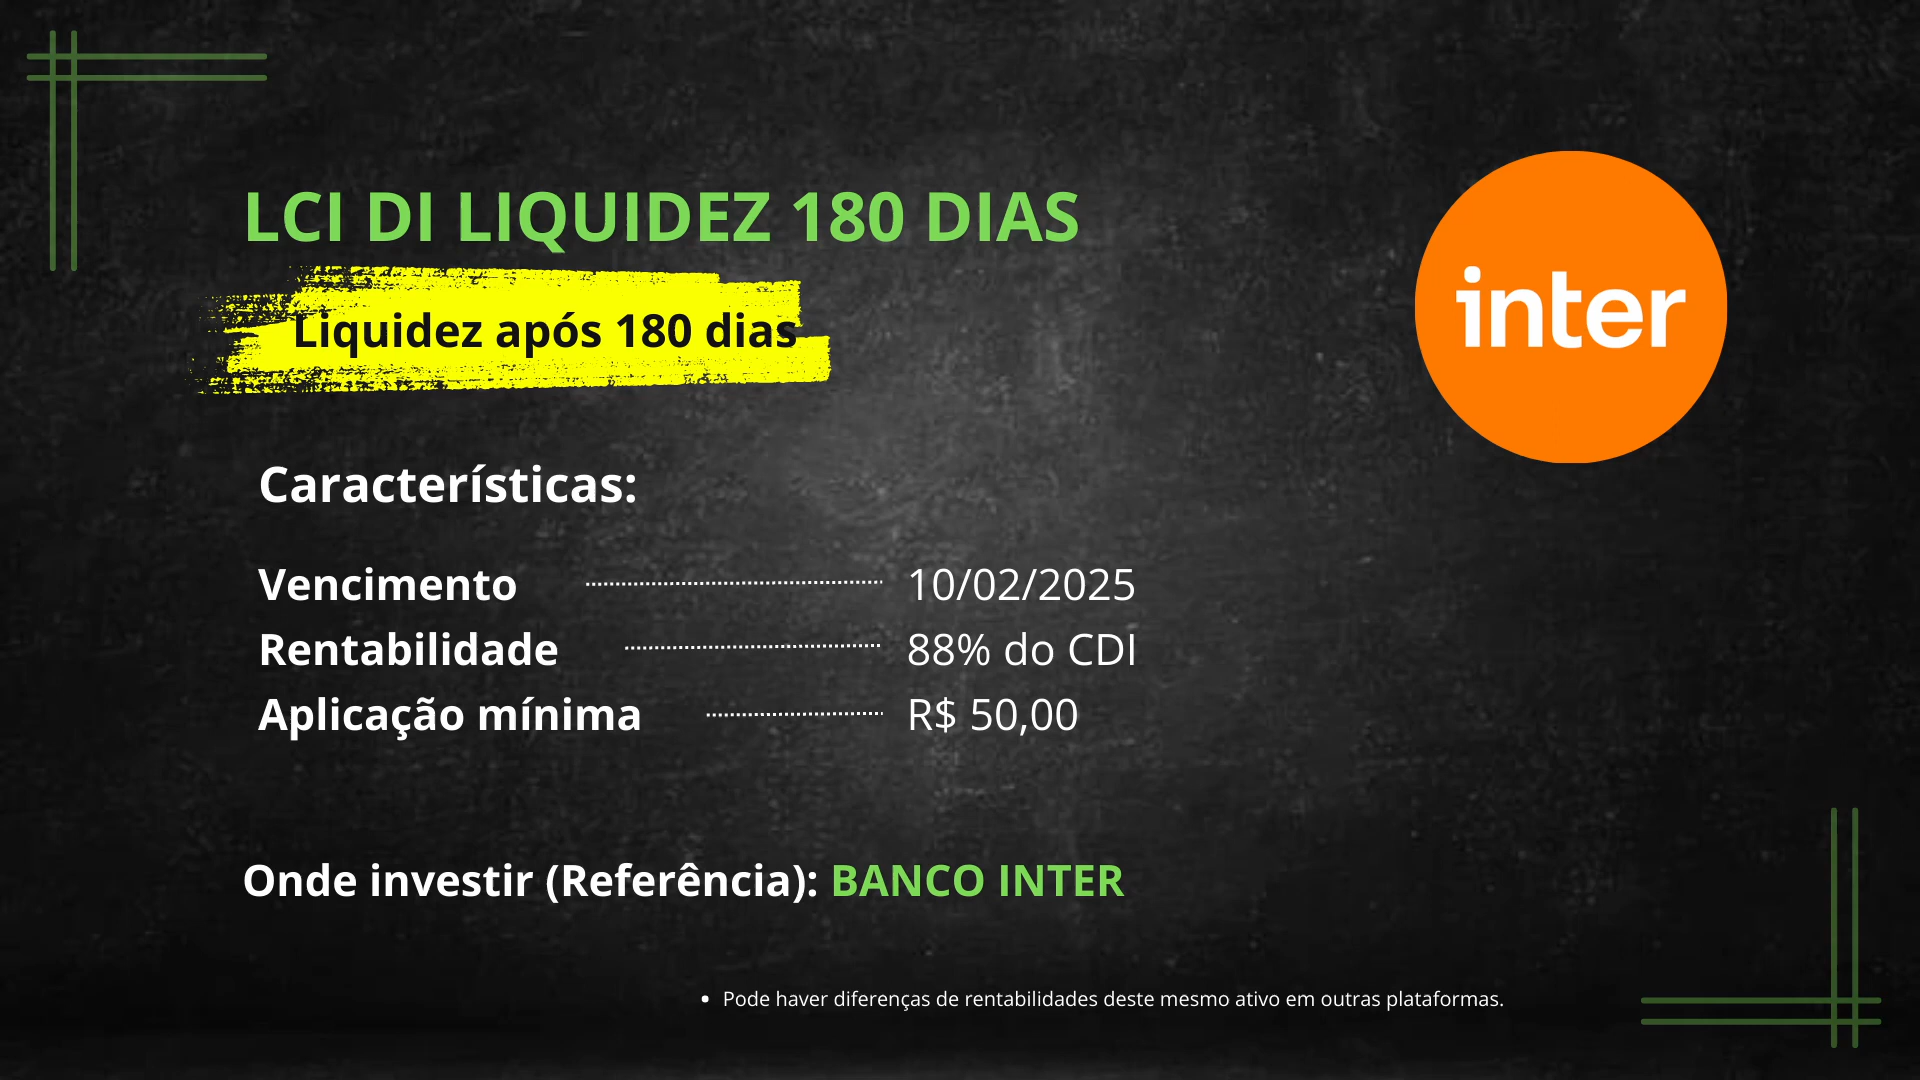 LCI DI LIQUIDEZ 180 DIAS
inter
Liquidez após 180 dias
Características:
Vencimento 10/02/2025
Rentabilidade 88% do CDI
Aplicação mínima R$ 50,00
Onde investir (Referência): BANCO INTER
• Pode haver diferenças de rentabilidades deste mesmo ativo em outras plataformas.